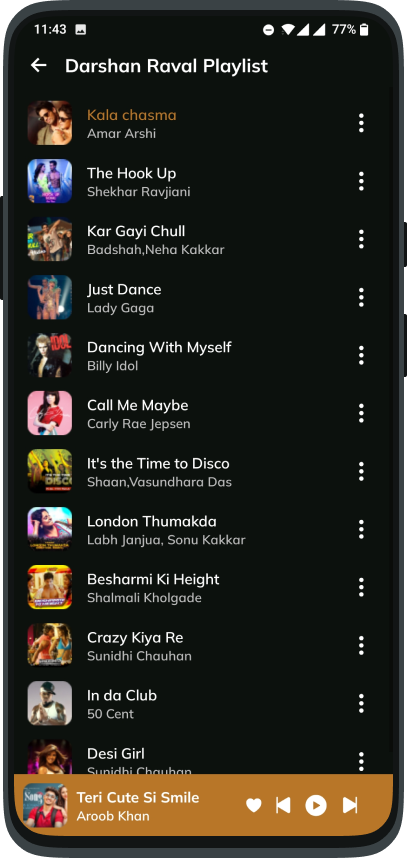 11:43 77%
Darshan Raval Playlist
Kala chasma
Amar Arshi
The Hook Up
Shekhar Ravjiani
Kar Gayi Chull
Badshah,Neha Kakkar
Just Dance
Lady Gaga
Dancing With Myself
Billy Idol
Call Me Maybe
Carly Rae Jepsen
It's the Time to Disco
Shaan,Vasundhara Das
London Thumakda
Labh Janjua, Sonu Kakkar
Besharmi Ki Height
Shalmali Kholgade
Crazy Kiya Re
Sunidhi Chauhan
In da Club
50 Cent
Desi Girl
Sunidhi Chauhan
Teri Cute Si Smile
Aroob Khan